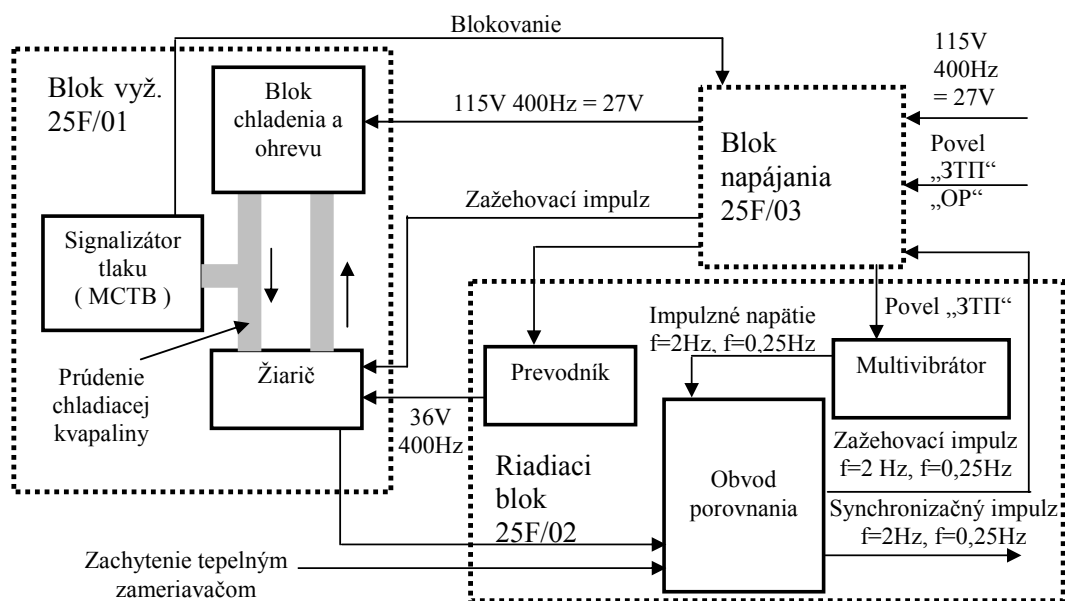 Blokovanie
Blok vyž.
25F/01
Blok
chladenia a
ohrevu
115V 400Hz = 27V
115V
400Hz
= 27V
Blok
napájania
25F/03
Povel
„ЗТП“
„OP“
Zažehovací impulz
Signalizátor
tlaku
( MCTB )
Povel „ЗТП“
Impulzné napätie
f=2Hz, f=0,25Hz
Žiarič
Prevodník
Multivibrátor
Prúdenie
chladiacej
kvapaliny
36V
400Hz
Zažehovací impulz
f=2 Hz, f=0,25Hz
Riadiaci
blok
25F/02
Obvod
porovnania
Synchronizačný impulz
f=2Hz, f=0,25Hz
Zachytenie tepelným
zameriavačom